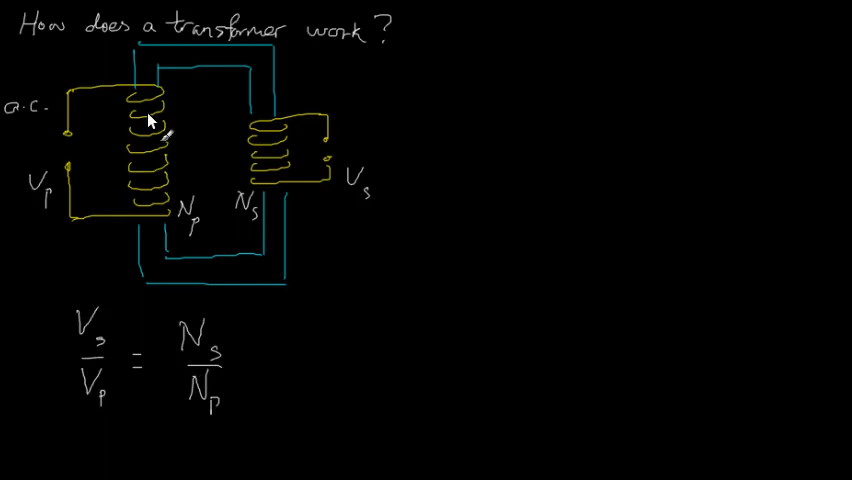 How does a transformer work?
a.c.
Vp
Np
Ns
Vs
Vs/Vp = Ns/Np